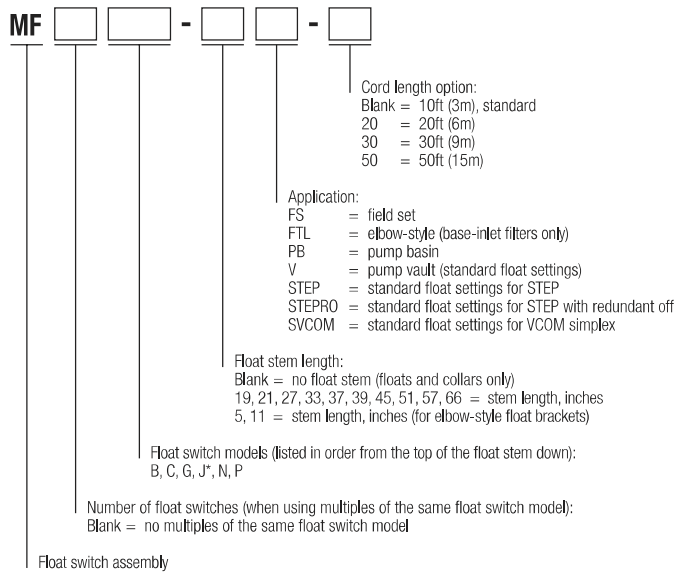 MF - -
Cord length option:
Blank = 10ft (3m), standard
20 = 20ft (6m)
30 = 30ft (9m)
50 = 50ft (15m)
Application:
FS = field set
FTL = elbow-style (base-inlet filters only)
PB = pump basin
V = pump vault (standard float settings)
STEP = standard float settings for STEP
STEPRO = standard float settings for STEP with redundant off
SVCOM = standard float settings for VCOM simplex
Float stem length:
Blank = no float stem (floats and collars only)
19, 21, 27, 33, 37, 39, 45, 51, 57, 66 = stem length, inches
5, 11 = stem length, inches (for elbow-style float brackets)
Float switch models (listed in order from the top of the float stem down):
B, C, G, J*, N, P
Number of float switches (when using multiples of the same float switch model):
Blank = no multiples of the same float switch model
Float switch assembly